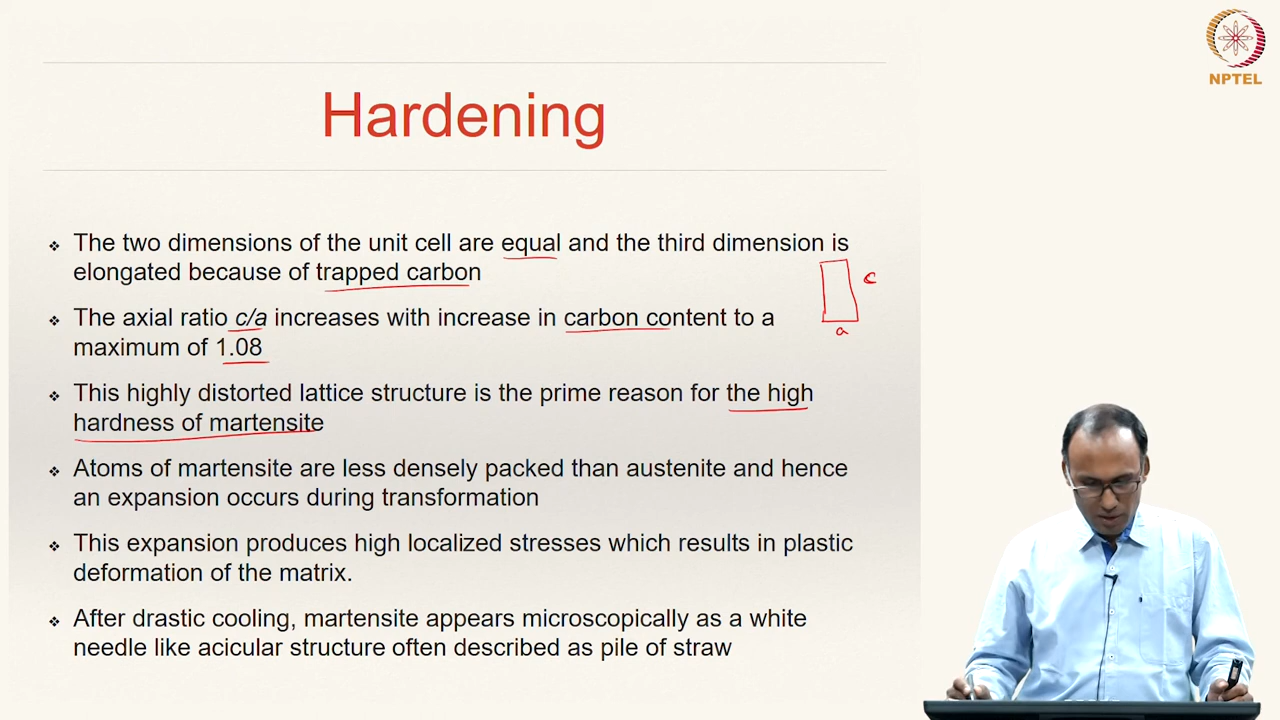 NPTEL
Hardening
❖ The two dimensions of the unit cell are equal and the third dimension is
elongated because of trapped carbon
c
❖ The axial ratio c/a increases with increase in carbon content to a
maximum of 1.08
a
❖ This highly distorted lattice structure is the prime reason for the high
hardness of martensite
❖ Atoms of martensite are less densely packed than austenite and hence
an expansion occurs during transformation
❖ This expansion produces high localized stresses which results in plastic
deformation of the matrix.
❖ After drastic cooling, martensite appears microscopically as a white
needle like acicular structure often described as pile of straw